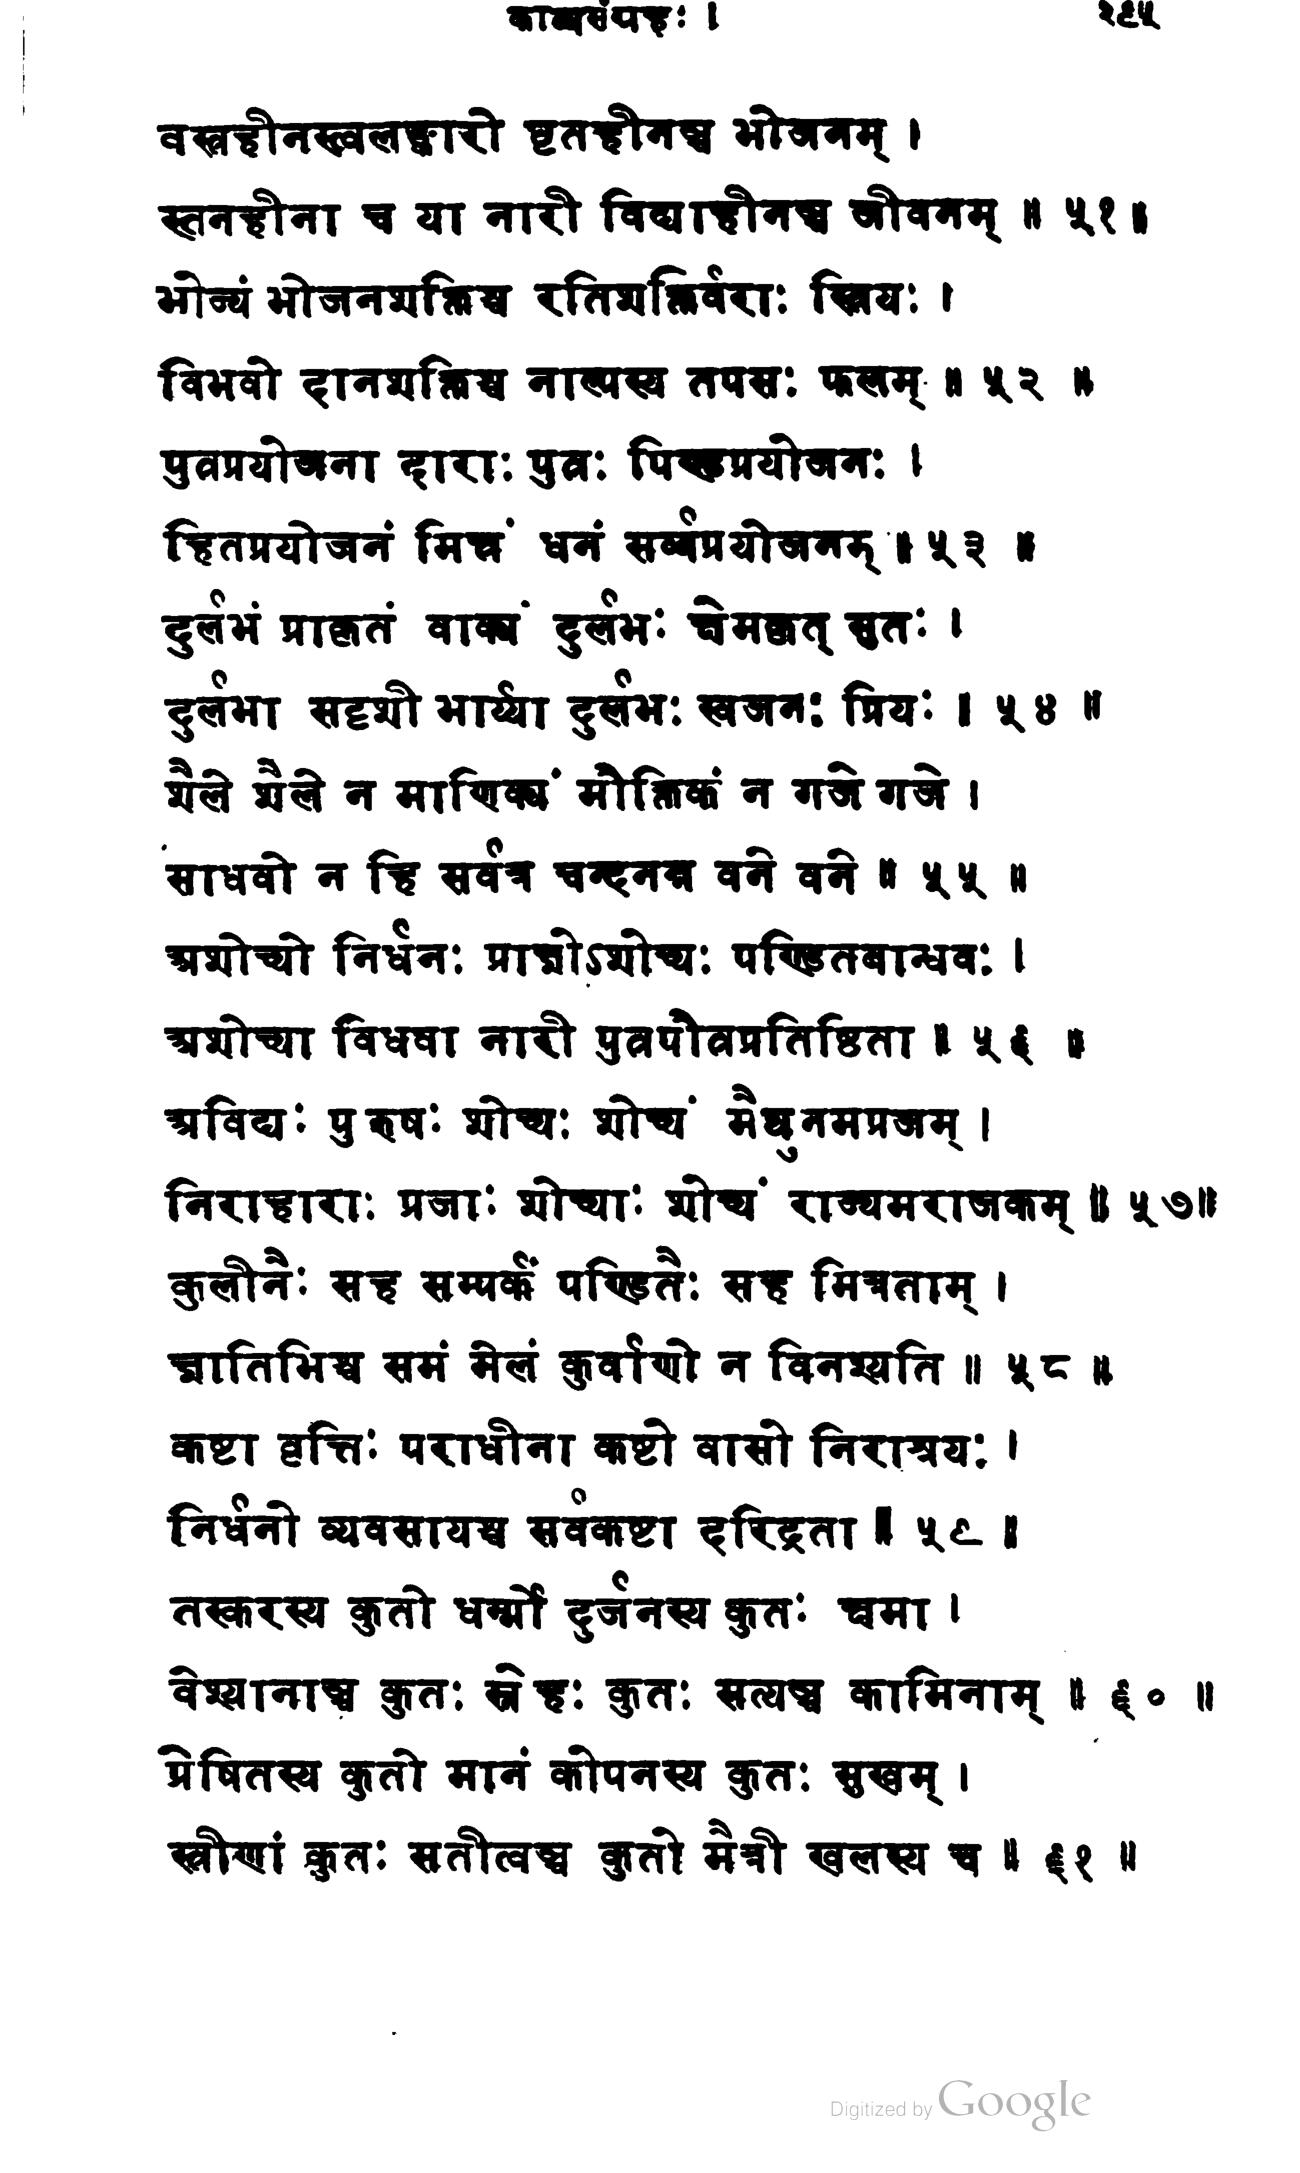 काव्यसंग्रहः । २९५
वस्त्रहीनस्त्वलङ्कारो घृतहीनञ्च भोजनम् ।
स्तनहीना च या नारी विद्याहीनञ्च जीवनम् ॥ ५१ ॥
भोज्यं भोजनशक्तिश्च रतिशक्तिर्वराः स्त्रियः ।
विभवो दानशक्तिश्च नाल्पस्य तपसः फलम् ॥ ५२ ॥
पुत्रप्रयोजना दाराः पुत्रः पिण्डप्रयोजनः ।
हितप्रयोजनं मित्रं धनं सर्व्वप्रयोजनम् ॥ ५३ ॥
दुर्लभं प्राकृतं वाक्यं दुर्लभः क्षेमकृत् सुतः ।
दुर्लभा सदृशी भार्य्या दुर्लभः स्वजनः प्रियः । ५४ ॥
शैले शैले न माणिक्यं मौक्तिकं न गजे गजे ।
साधवो न हि सर्वत्र चन्दनन्न वने वने ॥ ५५ ॥
अशोच्यो निर्धनः प्राज्ञोऽशोच्यः पण्डितबान्धवः ।
अशोच्या विधवा नारी पुत्रपौत्रप्रतिष्ठिता ॥ ५६ ॥
अविद्यः पुरुषः शोच्यः शोच्यं मैथुनमप्रजम् ।
निराहाराः प्रजाः शोच्याः शोच्यं राज्यमराजकम् ॥ ५७॥
कुलीनैः सह सम्पर्कं पण्डितैः सह मित्रताम् ।
ज्ञातिभिश्च समं मेलं कुर्वाणो न विनश्यति ॥ ५८ ॥
कष्टा वृत्तिः पराधीना कष्टो वासो निराश्रयः ।
निर्धनो व्यवसायश्च सर्वकष्टा दरिद्रता ॥ ५९ ॥
तस्करस्य कुतो धर्म्मो दुर्जनस्य कुतः क्षमा ।
वेश्यानाञ्च कुतः स्नेहः कुतः सत्यञ्च कामिनाम् ॥ ६० ॥
प्रेषितस्य कुतो मानं कोपनस्य कुतः सुखम् ।
स्त्रीणां कुतः सतीत्वञ्च कुतो मैत्री खलस्य च ॥ ६१ ॥
Digitized by Google